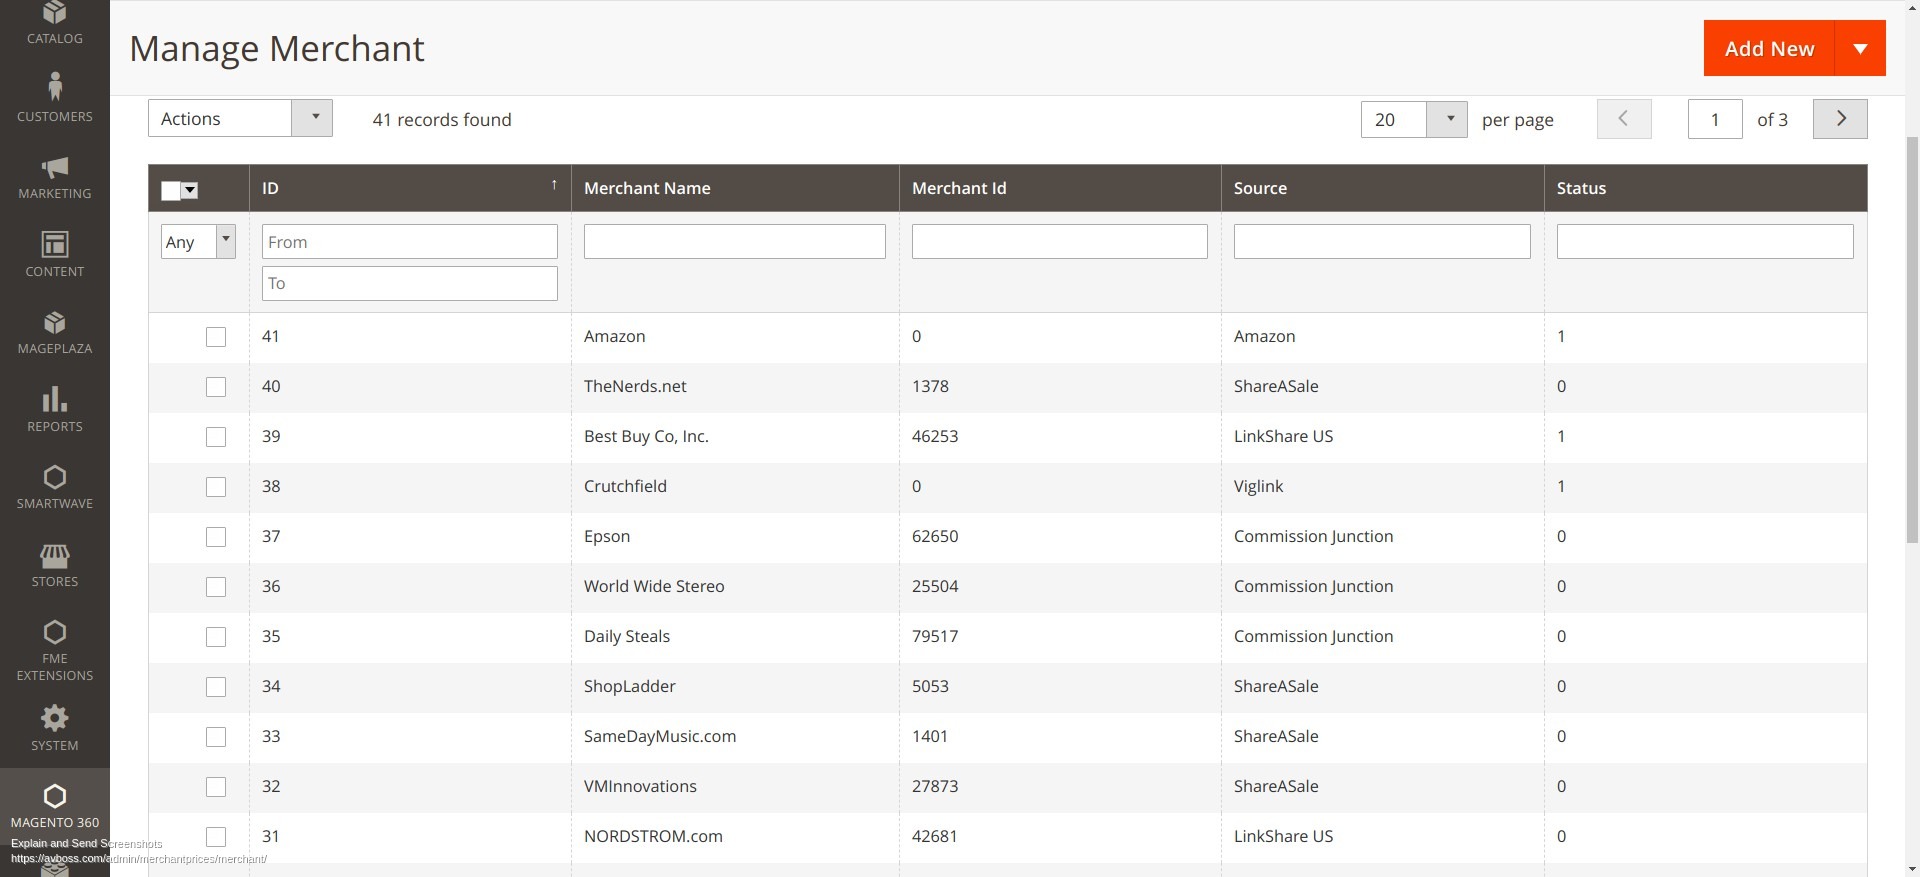 CATALOG
CUSTOMERS
MARKETING
CONTENT
MAGEPLAZA
REPORTS
SMARTWAVE
STORES
FME
EXTENSIONS
SYSTEM
MAGENTO 360
Explain and Send Screenshots
https://avboss.com/admin/merchantprices/merchant/
Manage Merchant
Add New
Actions 41 records found 20 per page 1 of 3
ID ↑ Merchant Name Merchant Id Source Status
Any From
To
41 Amazon 0 Amazon 1
40 TheNerds.net 1378 ShareASale 0
39 Best Buy Co, Inc. 46253 LinkShare US 1
38 Crutchfield 0 Viglink 1
37 Epson 62650 Commission Junction 0
36 World Wide Stereo 25504 Commission Junction 0
35 Daily Steals 79517 Commission Junction 0
34 ShopLadder 5053 ShareASale 0
33 SameDayMusic.com 1401 ShareASale 0
32 VMInnovations 27873 ShareASale 0
31 NORDSTROM.com 42681 LinkShare US 0